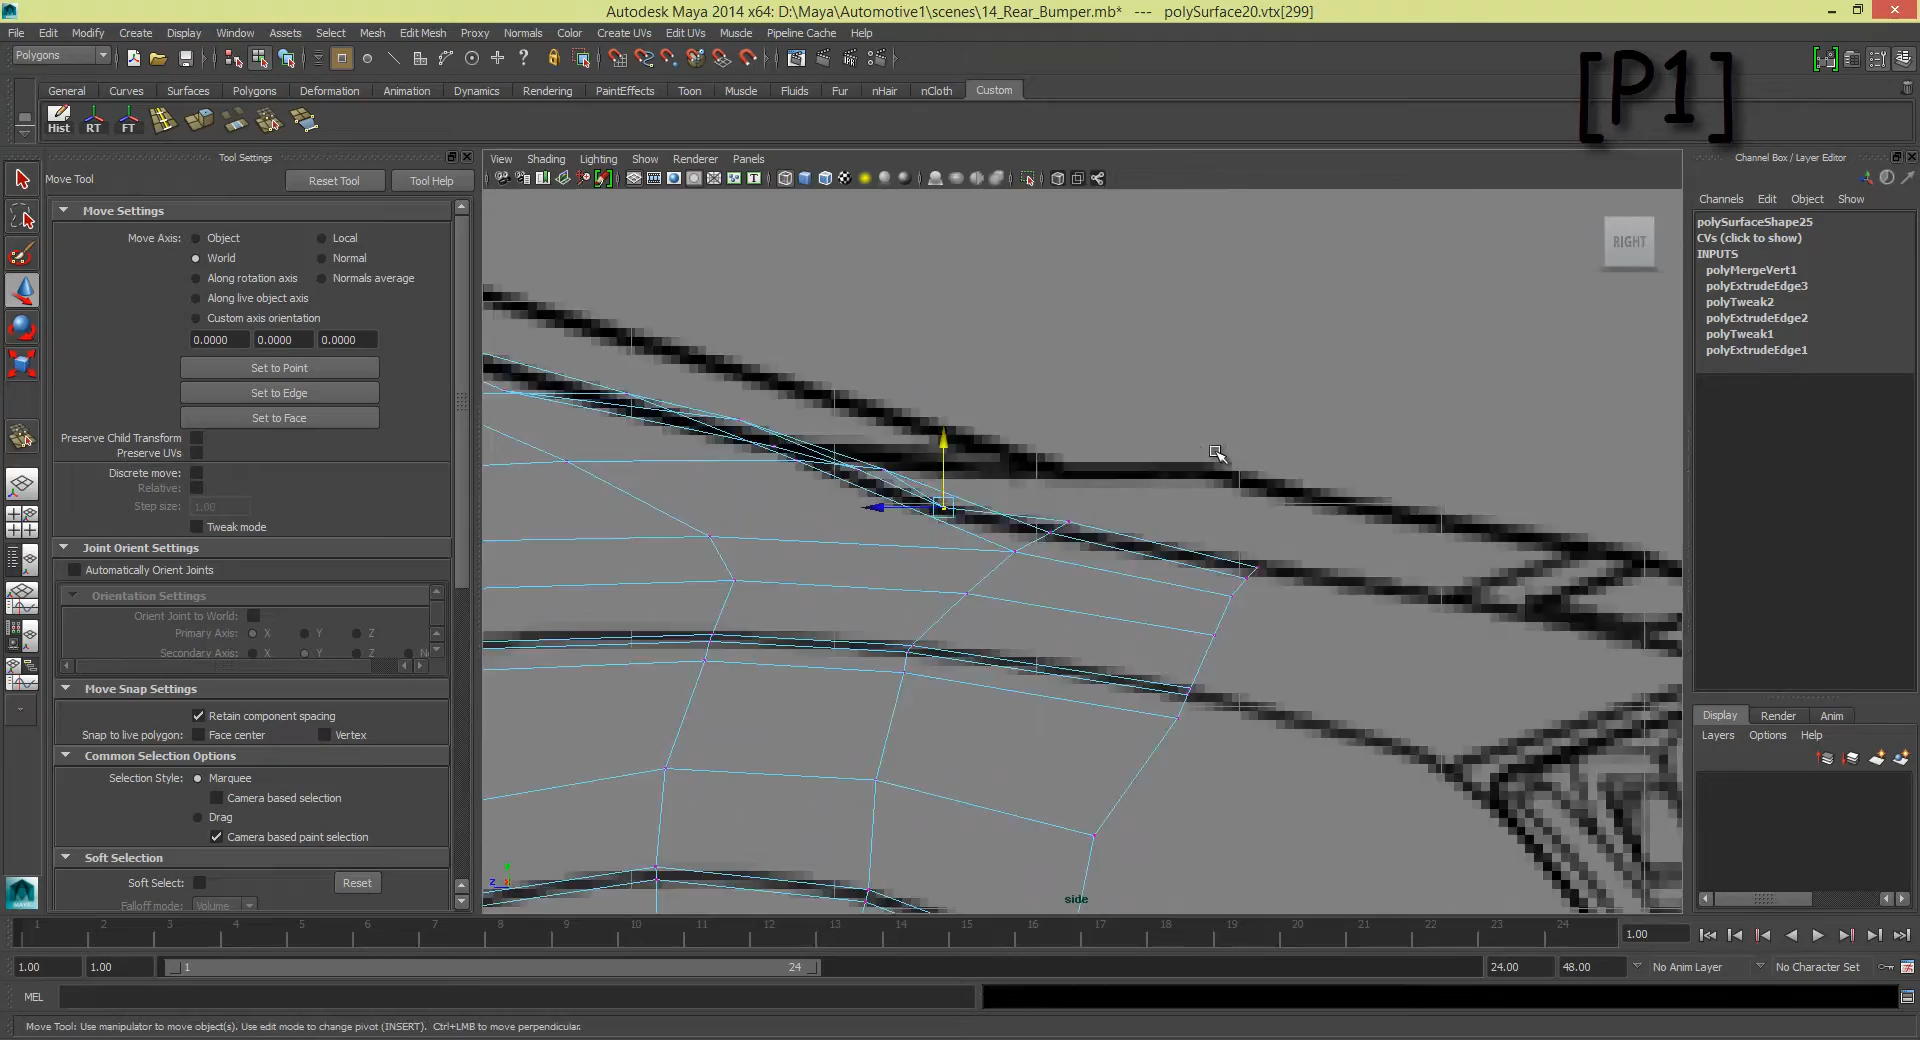 Autodesk Maya 2014 x64: D:\Maya\Automotive1\scenes\14_Rear_Bumper.mb* --- polySurface20.vtx[299]
File Edit Modify Create Display Window Assets Select Mesh Edit Mesh Proxy Normals Color Create UVs Edit UVs Muscle Pipeline Cache Help
Polygons
[P1]
General Curves Surfaces Polygons Deformation Animation Dynamics Rendering PaintEffects Toon Muscle Fluids Fur nHair nCloth Custom
Hist RT FT
Tool Settings
Move Tool Reset Tool Tool Help
Move Settings
Move Axis: Object Local
World Normal
Along rotation axis Normals average
Along live object axis
Custom axis orientation
0.0000 0.0000 0.0000
Set to Point
Set to Edge
Set to Face
Preserve Child Transform
Preserve UVs
Discrete move:
Relative:
Step size: 1.00
Tweak mode
Joint Orient Settings
Automatically Orient Joints
Orientation Settings
Orient Joint to World:
Primary Axis: X Y Z
Secondary Axis: X Y Z
Move Snap Settings
Retain component spacing
Snap to live polygon: Face center Vertex
Common Selection Options
Selection Style: Marquee
Camera based selection
Drag
Camera based paint selection
Soft Selection
Soft Select: Reset
Falloff mode: Volume
View Shading Lighting Show Renderer Panels
RIGHT
z
side
Channel Box / Layer Editor
Channels Edit Object Show
polySurfaceShape25
CVs (click to show)
INPUTS
polyMergeVert1
polyExtrudeEdge3
polyTweak2
polyExtrudeEdge2
polyTweak1
polyExtrudeEdge1
Display Render Anim
Layers Options Help
1 2 3 4 5 6 7 8 9 10 11 12 13 14 15 16 17 18 19 20 21 22 23 24 1.00
1.00 1.00 1 24 24.00 48.00 No Anim Layer No Character Set
MEL
Move Tool: Use manipulator to move object(s). Use edit mode to change pivot (INSERT). Ctrl+LMB to move perpendicular.